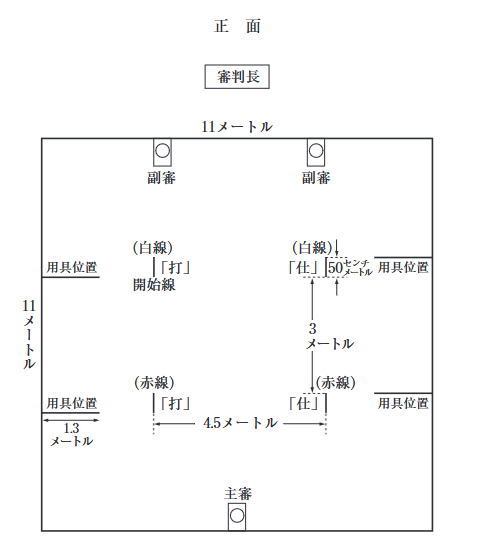 正　面
審判長
11メートル
副審
副審
(白線)
(白線)
用具位置
「打」
「仕」
50センチメートル
用具位置
開始線
11メートル
3
メートル
(赤線)
(赤線)
用具位置
「打」
「仕」
用具位置
4.5メートル
1.3
メートル
主審